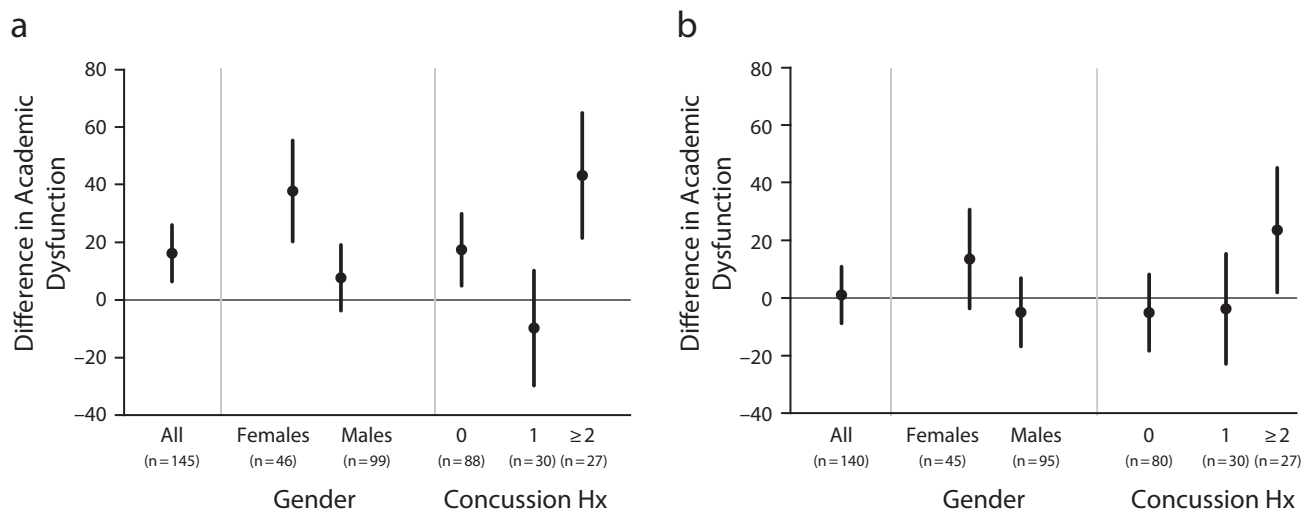 a
Difference in Academic
Dysfunction
80
60
40
20
0
–20
–40
All Females Males 0 1 ≥2
(n=145) (n=46) (n=99) (n=88) (n=30) (n=27)
Gender Concussion Hx
b
Difference in Academic
Dysfunction
80
60
40
20
0
–20
–40
All Females Males 0 1 ≥2
(n=140) (n=45) (n=95) (n=80) (n=30) (n=27)
Gender Concussion Hx